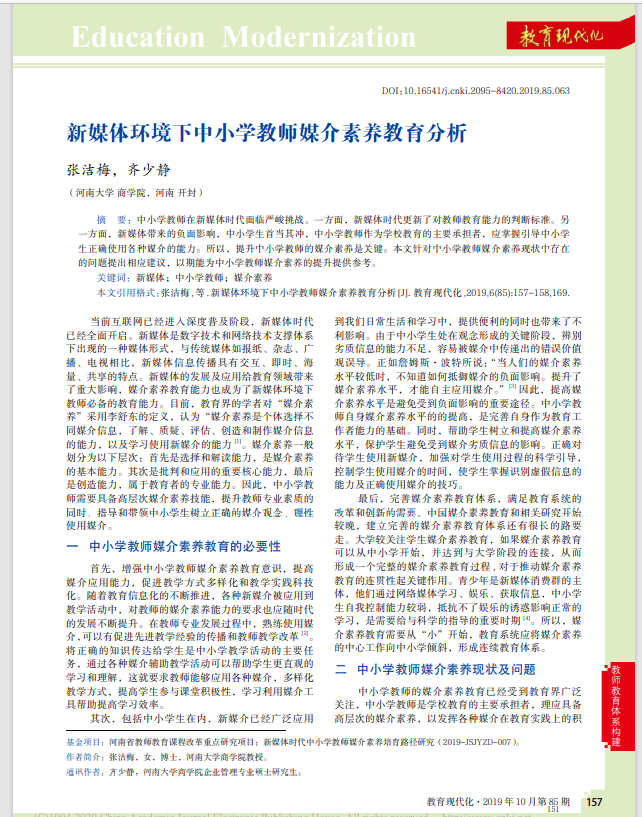 Education Modernization
教育现代化
DOI:10.16541/j.cnki.2095-8420.2019.85.063
新媒体环境下中小学教师媒介素养教育分析
张洁梅，齐少静
（河南大学 商学院，河南 开封）
摘 要：中小学教师在新媒体时代面临严峻挑战。一方面，新媒体时代更新了对教师教育能力的判断标准。另
一方面，新媒体带来的负面影响，中小学生首当其冲，中小学教师作为学校教育的主要承担者，应掌握引导中小学
生正确使用各种媒介的能力。所以，提升中小学教师的媒介素养是关键。本文针对中小学教师媒介素养现状中存在
的问题提出相应建议，以期能为中小学教师媒介素养的提升提供参考。
关键词：新媒体；中小学教师；媒介素养
本文引用格式：张洁梅,等.新媒体环境下中小学教师媒介素养教育分析[J].教育现代化,2019,6(85):157-158,169.
当前互联网已经进入深度普及阶段，新媒体时代
已经全面开启。新媒体是数字技术和网络技术支撑体系
下出现的一种媒体形式，与传统媒体如报纸、杂志、广
播、电视相比，新媒体信息传播具有交互、即时、海
量、共享的特点。新媒体的发展及应用给教育领域带来
了重大影响，媒介素养教育能力也成为了新媒体环境下
教师必备的教育能力。目前，教育界的学者对“媒介素
养”采用李舒东的定义，认为“媒介素养是个体选择不
同媒介信息，了解、质疑、评估、创造和制作媒介信息
的能力，以及学习使用新媒介的能力[1]。媒介素养一般
划分为以下层次：首先是选择和解读能力，是媒介素养
的基本能力。其次是批判和应用的重要核心能力，最后
是创造能力，属于教育者的专业能力。因此，中小学教
师需要具备高层次媒介素养技能，提升教师专业素质的
同时，指导和带领中小学生树立正确的媒介观念、理性
使用媒介。
一 中小学教师媒介素养教育的必要性
首先，增强中小学教师媒介素养教育意识，提高
媒介应用能力，促进教学方式多样化和教学实践科技
化。随着教育信息化的不断推进，各种新媒介被应用到
教学活动中，对教师的媒介素养能力的要求也应随时代
的发展不断提升。在教师专业发展过程中，熟练使用媒
介,可以有促进先进教学经验的传播和教师教学改革[2]。
将正确的知识传达给学生是中小学教学活动的主要任
务，通过各种媒介辅助教学活动可以帮助学生更直观的
学习和理解，这就要求教师能够应用各种媒介，多样化
教学方式，提高学生参与课堂积极性，学习利用媒介工
具帮助提高学习效率。
其次，包括中小学生在内，新媒介已经广泛应用
到我们日常生活和学习中，提供便利的同时也带来了不
利影响。由于中小学生处在观念形成的关键阶段，辨别
劣质信息的能力不足，容易被媒介中传递出的错误价值
观误导。正如詹姆斯·波特所说：“当人们的媒介素养
水平较低时，不知道如何抵御媒介的负面影响。提升了
媒介素养水平，才能自主应用媒介。”[3]因此，提高媒
介素养水平是避免受到负面影响的重要途径。中小学教
师自身媒介素养水平的的提高，是完善自身作为教育工
作者能力的基础。同时，帮助学生树立和提高媒介素养
水平，保护学生避免受到媒介劣质信息的影响。正确对
待学生使用新媒介，加强对学生使用过程的科学引导，
控制学生使用媒介的时间，使学生掌握识别虚假信息的
能力及正确使用媒介的技巧。
最后，完善媒介素养教育体系，满足教育系统的
改革和创新的需要。中国媒介素养教育和相关研究开始
较晚，建立完善的媒介素养教育体系还有很长的路要
走。大学较关注学生媒介素养教育，如果媒介素养教育
可以从中小学开始，并达到与大学阶段的连接，从而
形成一个完整的媒介素养教育过程，对于推动媒介素养
教育的连贯性起关键作用。青少年是新媒体消费群的主
体，他们通过网络媒体学习、娱乐、获取信息，中小学
生自我控制能力较弱，抵抗不了娱乐的诱惑影响正常的
学习，是需要给与科学的指导的重要时期[4]。所以，媒
介素养教育需要从“小”开始，教育系统应将媒介素养
的中心工作向中小学倾斜，形成连续教育体系。
二 中小学教师媒介素养现状及问题
中小学教师的媒介素养教育已经受到教育界广泛
关注，中小学教师是学校教育的主要承担者，理应具备
高层次的媒介素养，以发挥各种媒介在教育实践上的积
教师教育体系构建
基金项目：河南省教师教育课程改革重点研究项目：新媒体时代中小学教师媒介素养培育路径研究（2019-JSJYZD-007）。
作者简介：张洁梅，女，博士，河南大学商学院教授。
通讯作者：齐少静，河南大学商学院企业管理专业硕士研究生。
教育现代化·2019 年 10 月第 85 期 157
151